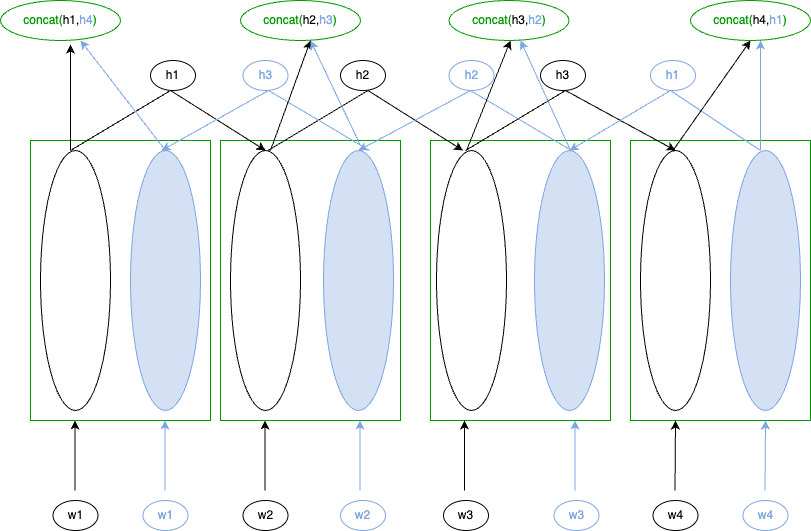 concat(h1,h4) concat(h2,h3) concat(h3,h2) concat(h4,h1)
h1 h3 h2 h2 h3 h1
w1 w1 w2 w2 w3 w3 w4 w4